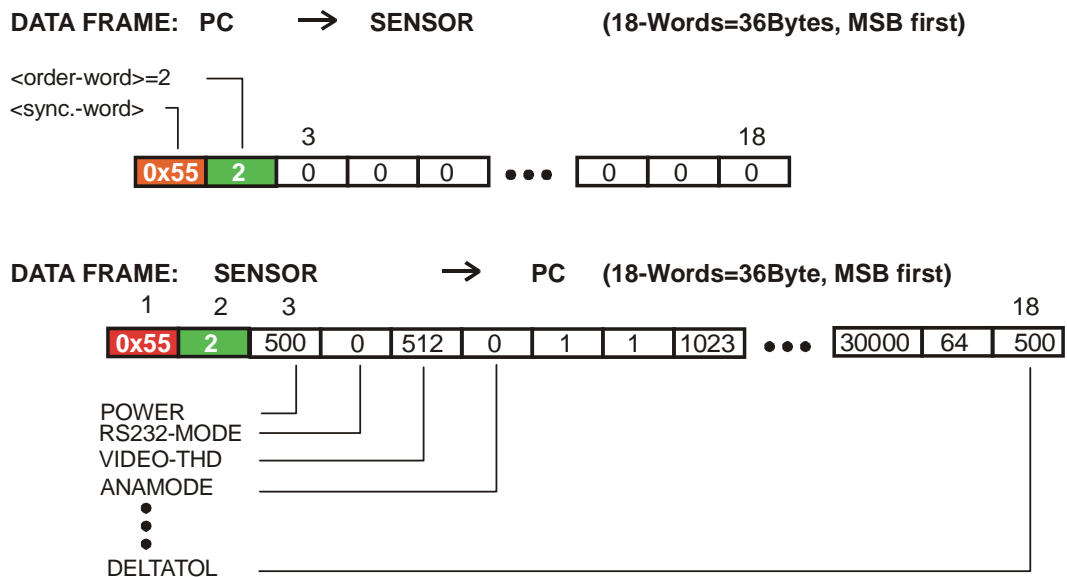 DATA FRAME: PC → SENSOR (18-Words=36Bytes, MSB first)
<order-word>=2
<sync.-word>
3 18
0x55 2 0 0 0 ••• 0 0 0
DATA FRAME: SENSOR → PC (18-Words=36Byte, MSB first)
1 2 3 18
0x55 2 500 0 512 0 1 1 1023 ••• 30000 64 500
POWER
RS232-MODE
VIDEO-THD
ANAMODE
DELTATOL